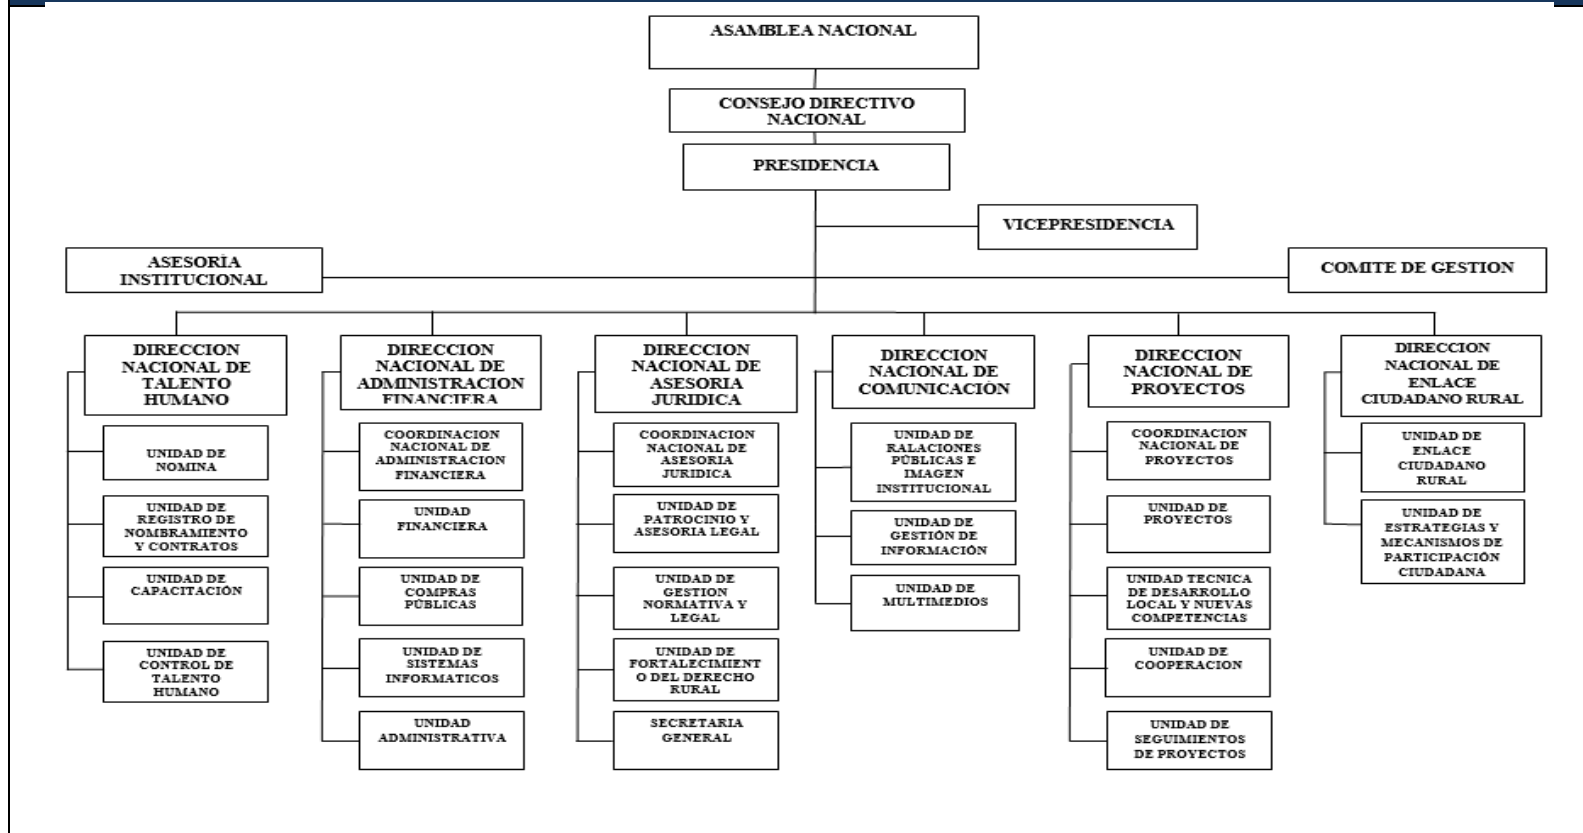 ASAMBLEA NACIONAL
CONSEJO DIRECTIVO
NACIONAL
PRESIDENCIA
VICEPRESIDENCIA
ASESORÍA
INSTITUCIONAL
COMITE DE GESTION
DIRECCION
NACIONAL DE
TALENTO
HUMANO
UNIDAD DE
NOMINA
UNIDAD DE
REGISTRO DE
NOMBRAMIENTO
Y CONTRATOS
UNIDAD DE
CAPACITACIÓN
UNIDAD DE
CONTROL DE
TALENTO
HUMANO
DIRECCION
NACIONAL DE
ADMINISTRACION
FINANCIERA
COORDINACION
NACIONAL DE
ADMINISTRACION
FINANCIERA
UNIDAD
FINANCIERA
UNIDAD DE
COMPRAS
PÚBLICAS
UNIDAD DE
SISTEMAS
INFORMATICOS
UNIDAD
ADMINISTRATIVA
DIRECCION
NACIONAL DE
ASESORIA
JURIDICA
COORDINACION
NACIONAL DE
ASESORIA
JURIDICA
UNIDAD DE
PATROCINIO Y
ASESORIA LEGAL
UNIDAD DE
GESTION
NORMATIVA Y
LEGAL
UNIDAD DE
FORTALECIMIENT
O DEL DERECHO
RURAL
SECRETARIA
GENERAL
DIRECCION
NACIONAL DE
COMUNICACIÓN
UNIDAD DE
RALACIONES
PÚBLICAS E
IMAGEN
INSTITUCIONAL
UNIDAD DE
GESTIÓN DE
INFORMACIÓN
UNIDAD DE
MULTIMEDIOS
DIRECCION
NACIONAL DE
PROYECTOS
COORDINACION
NACIONAL DE
PROYECTOS
UNIDAD DE
PROYECTOS
UNIDAD TECNICA
DE DESARROLLO
LOCAL Y NUEVAS
COMPETENCIAS
UNIDAD DE
COOPERACION
UNIDAD DE
SEGUIMIENTOS
DE PROYECTOS
DIRECCION
NACIONAL DE
ENLACE
CIUDADANO RURAL
UNIDAD DE
ENLACE
CIUDADANO
RURAL
UNIDAD DE
ESTRATEGIAS Y
MECANISMOS DE
PARTICIPACIÓN
CIUDADANA